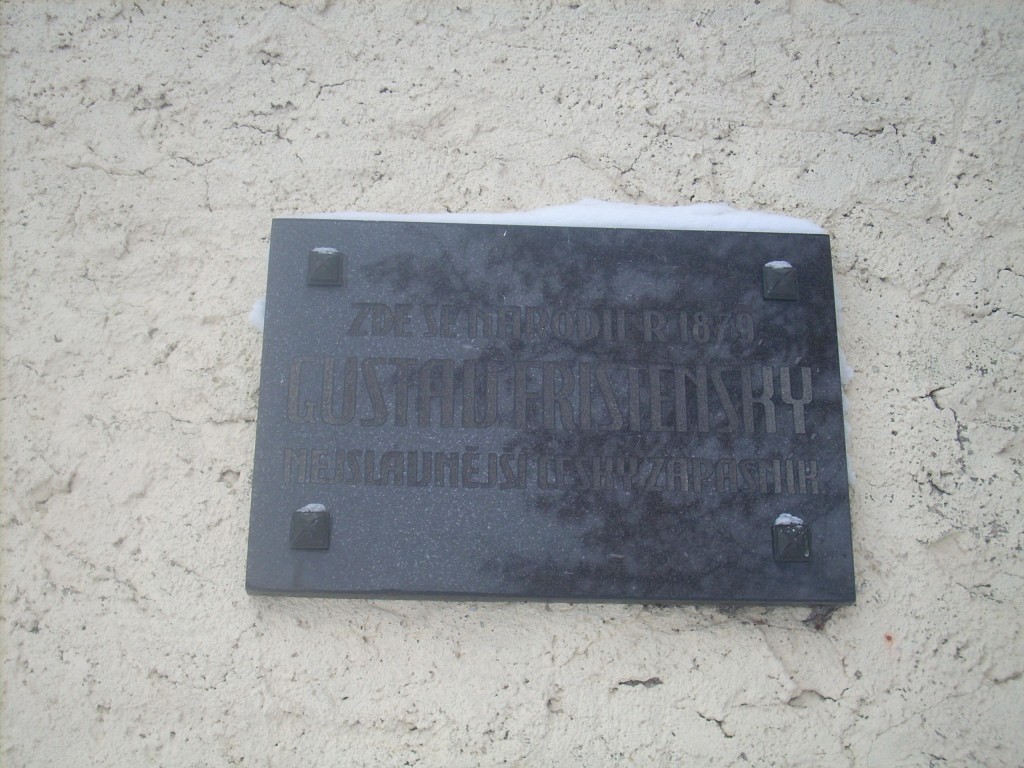 ZDE SE NARODIL R. 1879
GUSTAV FRIŠTENSKÝ,
NEJSLAVNĚJŠÍ ČESKÝ ZÁPASNÍK.